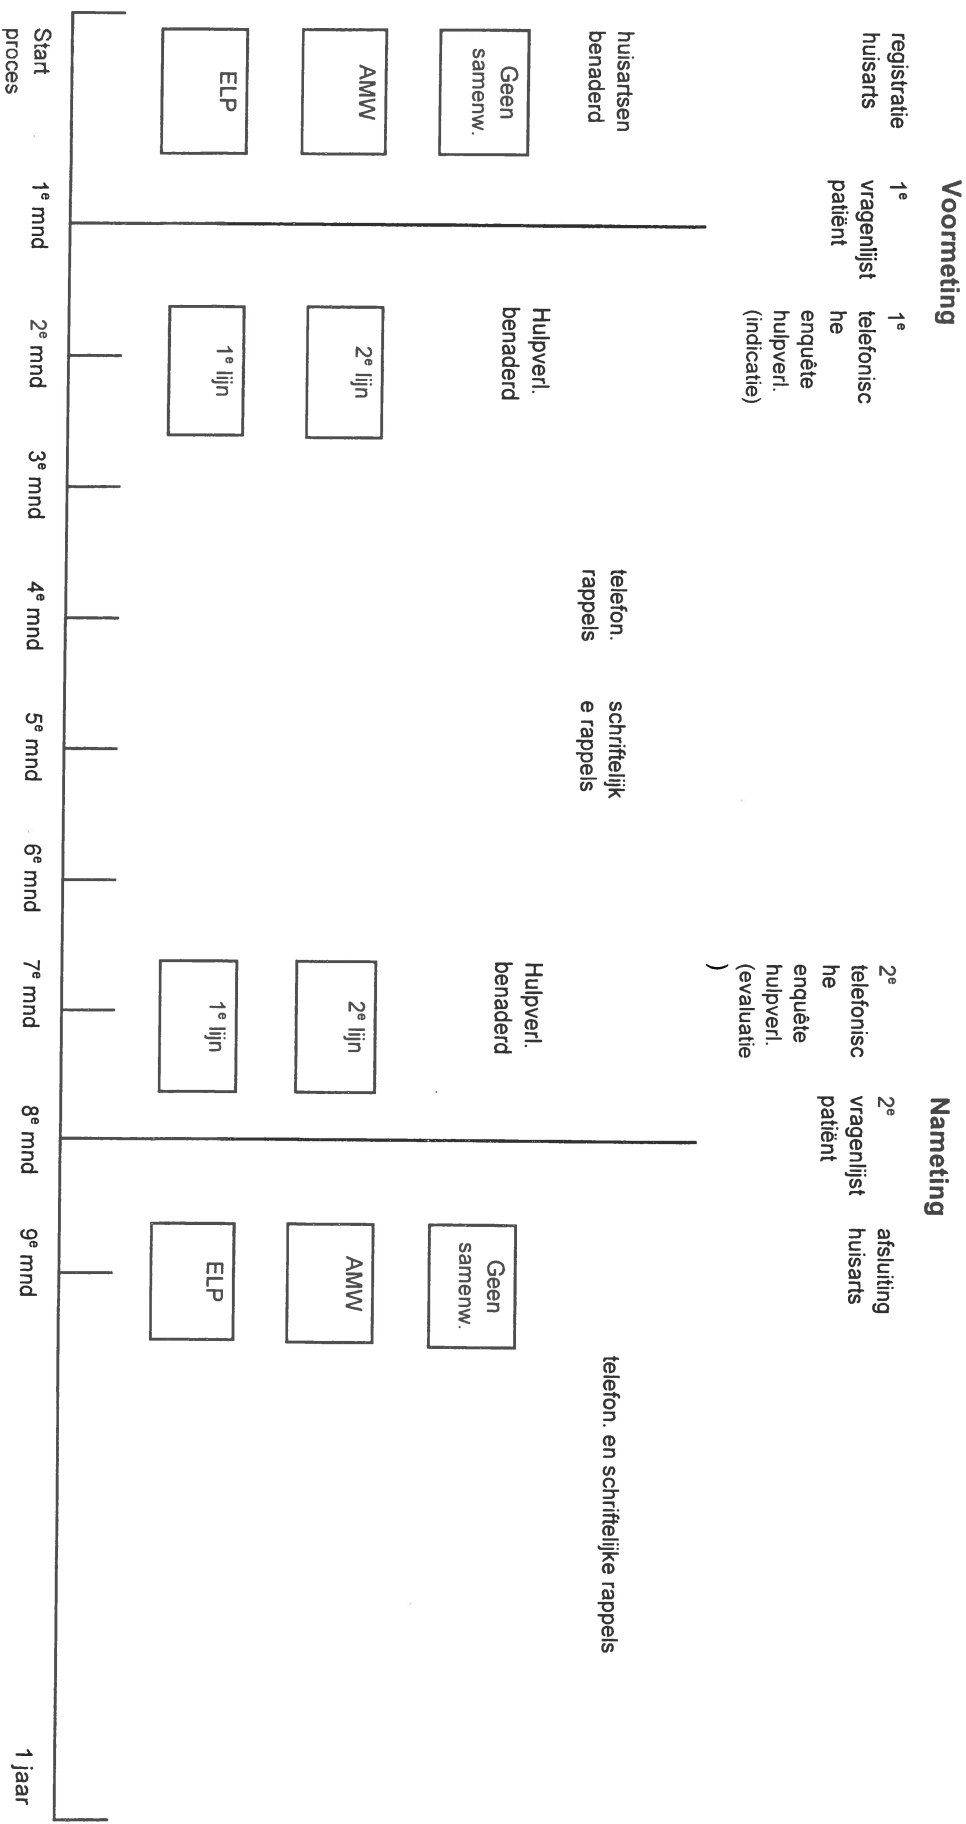 Voormeting
Nameting
registratie
huisarts
1e
vragenlijst
patiënt
1e
telefonisc
he
enquête
hulpverl.
(indicatie)
2e
telefonisc
he
enquête
hulpverl.
(evaluatie
)
2e
vragenlijst
patiënt
afsluiting
huisarts
huisartsen
benaderd
telefon.
rappels
schriftelijk
e rappels
telefon. en schriftelijke rappels
Geen
samenw.
Hulpverl.
benaderd
Hulpverl.
benaderd
Geen
samenw.
AMW
2e lijn
2e lijn
AMW
ELP
1e lijn
1e lijn
ELP
Start
proces
1e mnd
2e mnd
3e mnd
4e mnd
5e mnd
6e mnd
7e mnd
8e mnd
9e mnd
1 jaar